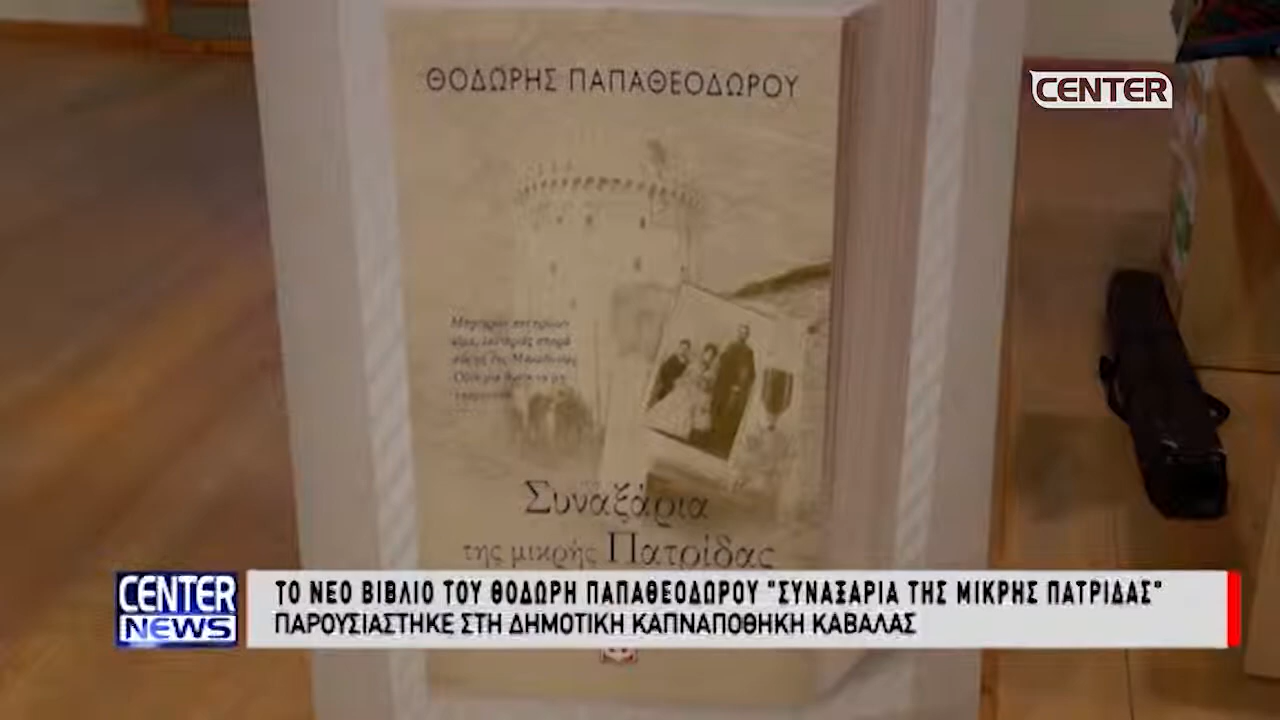 ΘΟΔΩΡΗΣ ΠΑΠΑΘΕΟΔΩΡΟΥ
CENTER
Συναξάρια
της μικρής Πατρίδας
CENTER
NEWS
ΤΟ ΝΕΟ ΒΙΒΛΙΟ ΤΟΥ ΘΟΔΩΡΗ ΠΑΠΑΘΕΟΔΩΡΟΥ "ΣΥΝΑΞΑΡΙΑ ΤΗΣ ΜΙΚΡΗΣ ΠΑΤΡΙΔΑΣ"
ΠΑΡΟΥΣΙΑΣΤΗΚΕ ΣΤΗ ΔΗΜΟΤΙΚΗ ΚΑΠΝΑΠΟΘΗΚΗ ΚΑΒΑΛΑΣ